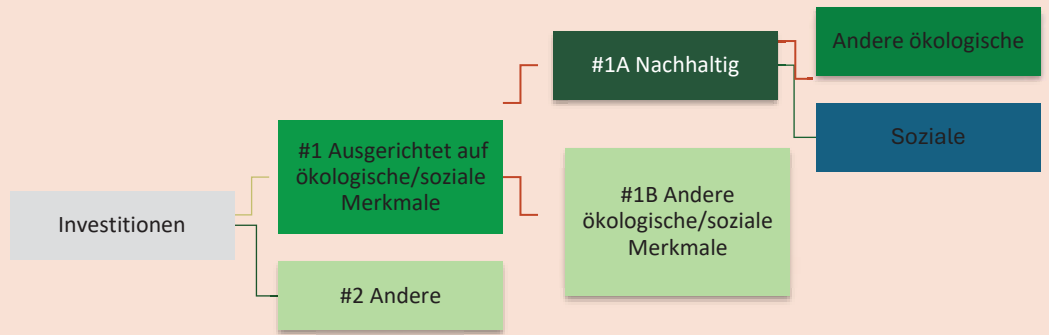 Investitionen
#1 Ausgerichtet auf
ökologische/soziale
Merkmale
#2 Andere
#1A Nachhaltig
#1B Andere
ökologische/soziale
Merkmale
Andere ökologische
Soziale